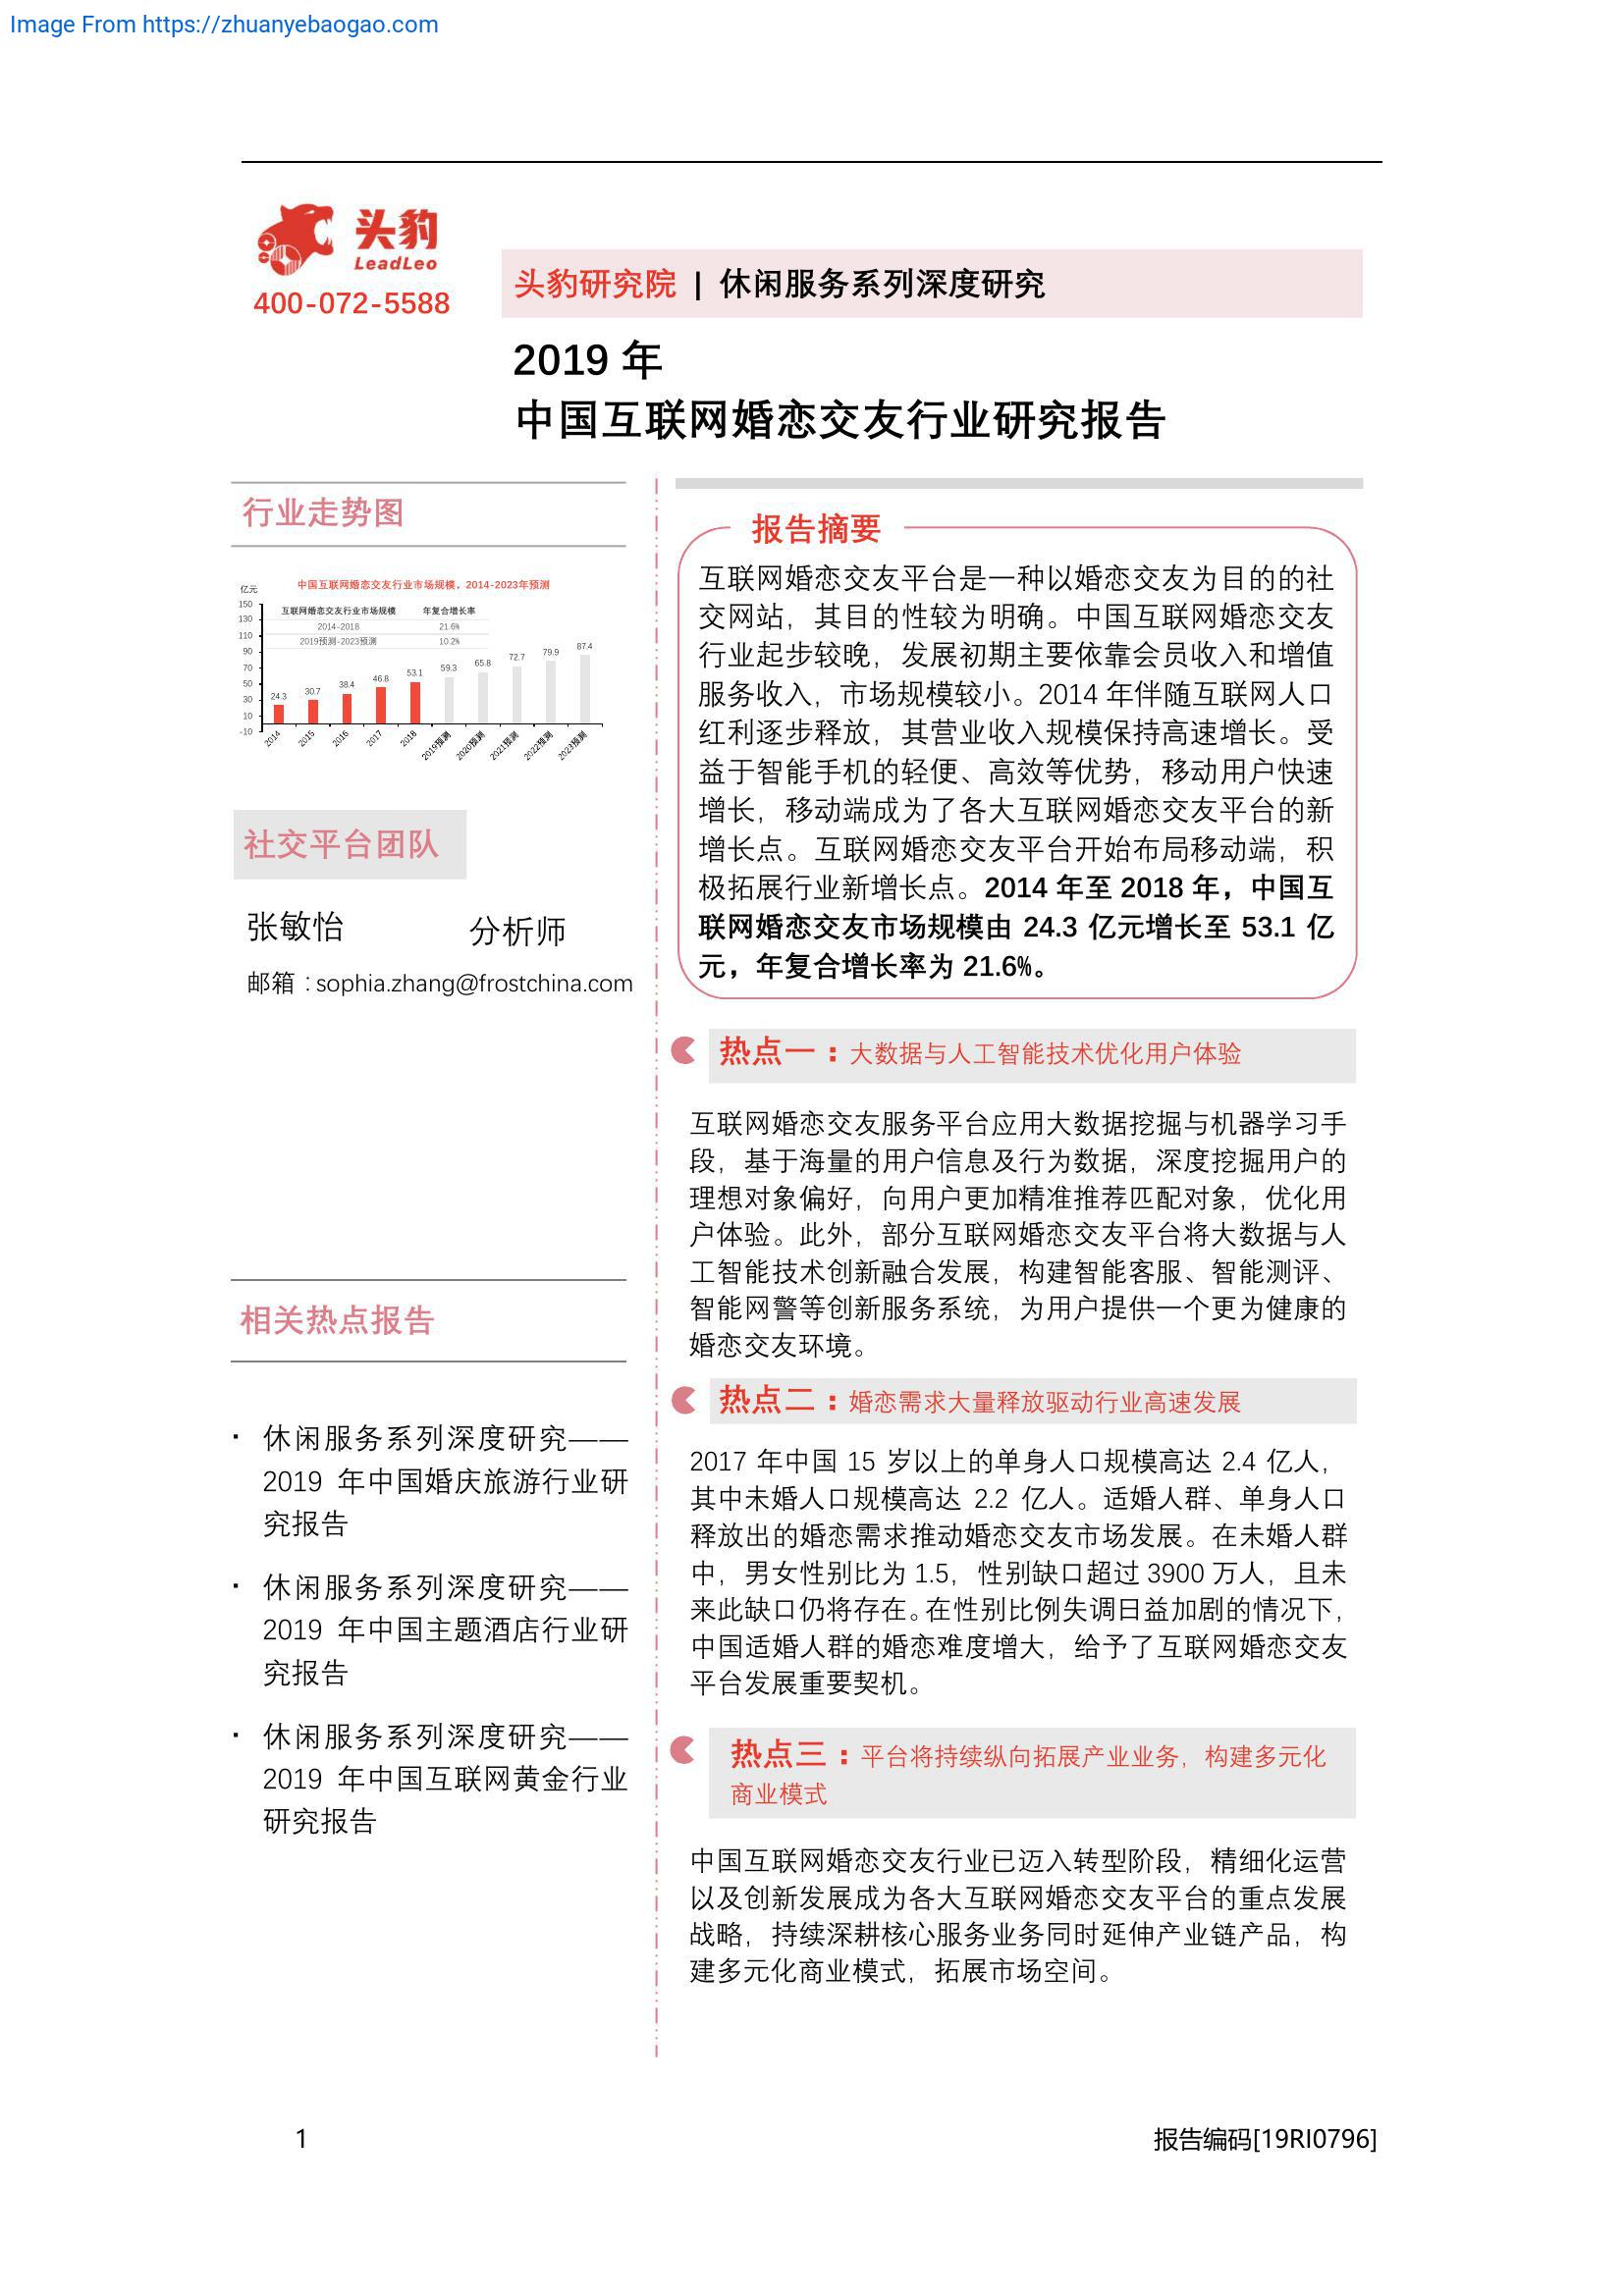 Image From https://zhuanyebaogao.com
头豹
LeadLeo
400-072-5588
头豹研究院 | 休闲服务系列深度研究
2019 年
中国互联网婚恋交友行业研究报告
行业走势图
亿元
中国互联网婚恋交友行业市场规模，2014-2023年预测
互联网婚恋交友行业市场规模 年复合增长率
2014-2018 21.6%
2019预测-2023预测 10.2%
150
130
110
90
70
50
30
10
-10
24.3 30.7 38.4 46.8 53.1 59.3 65.8 72.7 79.9 87.4
2014 2015 2016 2017 2018 2019预测 2020预测 2021预测 2022预测 2023预测
社交平台团队
张敏怡 分析师
邮箱：sophia.zhang@frostchina.com
相关热点报告
· 休闲服务系列深度研究——
2019 年中国婚庆旅游行业研
究报告
· 休闲服务系列深度研究——
2019 年中国主题酒店行业研
究报告
· 休闲服务系列深度研究——
2019 年中国互联网黄金行业
研究报告
报告摘要
互联网婚恋交友平台是一种以婚恋交友为目的的社
交网站，其目的性较为明确。中国互联网婚恋交友
行业起步较晚，发展初期主要依靠会员收入和增值
服务收入，市场规模较小。2014 年伴随互联网人口
红利逐步释放，其营业收入规模保持高速增长。受
益于智能手机的轻便、高效等优势，移动用户快速
增长，移动端成为了各大互联网婚恋交友平台的新
增长点。互联网婚恋交友平台开始布局移动端，积
极拓展行业新增长点。2014 年至 2018 年，中国互
联网婚恋交友市场规模由 24.3 亿元增长至 53.1 亿
元，年复合增长率为 21.6%。
热点一：大数据与人工智能技术优化用户体验
互联网婚恋交友服务平台应用大数据挖掘与机器学习手
段，基于海量的用户信息及行为数据，深度挖掘用户的
理想对象偏好，向用户更加精准推荐匹配对象，优化用
户体验。此外，部分互联网婚恋交友平台将大数据与人
工智能技术创新融合发展，构建智能客服、智能测评、
智能网警等创新服务系统，为用户提供一个更为健康的
婚恋交友环境。
热点二：婚恋需求大量释放驱动行业高速发展
2017 年中国 15 岁以上的单身人口规模高达 2.4 亿人，
其中未婚人口规模高达 2.2 亿人。适婚人群、单身人口
释放出的婚恋需求推动婚恋交友市场发展。在未婚人群
中，男女性别比为 1.5，性别缺口超过 3900 万人，且未
来此缺口仍将存在。在性别比例失调日益加剧的情况下，
中国适婚人群的婚恋难度增大，给予了互联网婚恋交友
平台发展重要契机。
热点三：平台将持续纵向拓展产业业务，构建多元化
商业模式
中国互联网婚恋交友行业已迈入转型阶段，精细化运营
以及创新发展成为各大互联网婚恋交友平台的重点发展
战略，持续深耕核心服务业务同时延伸产业链产品，构
建多元化商业模式，拓展市场空间。
1
报告编码[19RI0796]